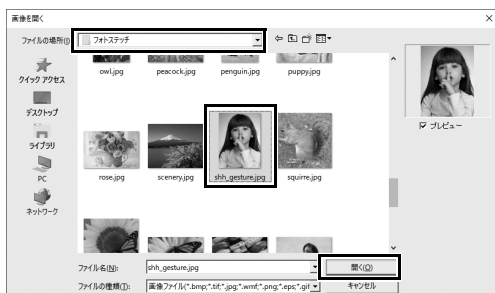 画像を開く
ファイルの場所(I): フォトステッチ
クイック アクセス
デスクトップ
ライブラリ
PC
ネットワーク
owl.jpg peacock.jpg penguin.jpg puppy.jpg
rose.jpg scenery.jpg shh_gesture.jpg squirre.jpg
プレビュー
ファイル名(N): shh_gesture.jpg 開く(O)
ファイルの種類(T): 画像ファイル(*.bmp;*.tif;*.jpg;*.wmf;*.png;*.eps;*.gif キャンセル